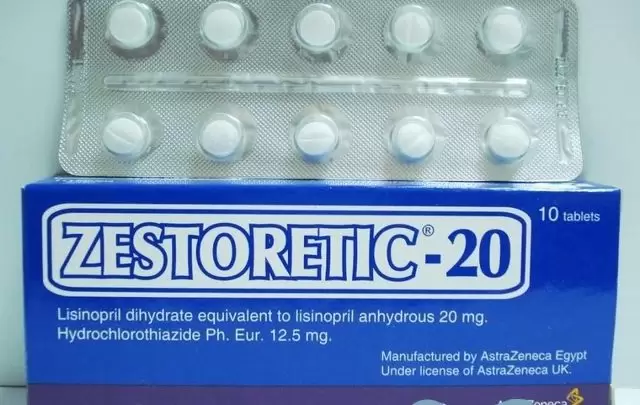 10 tablets
ZESTORETIC®-20
Lisinopril dihydrate equivalent to lisinopril anhydrous 20 mg.
Hydrochlorothiazide Ph. Eur. 12.5 mg.
Manufactured by AstraZeneca Egypt
Under license of AstraZeneca UK.